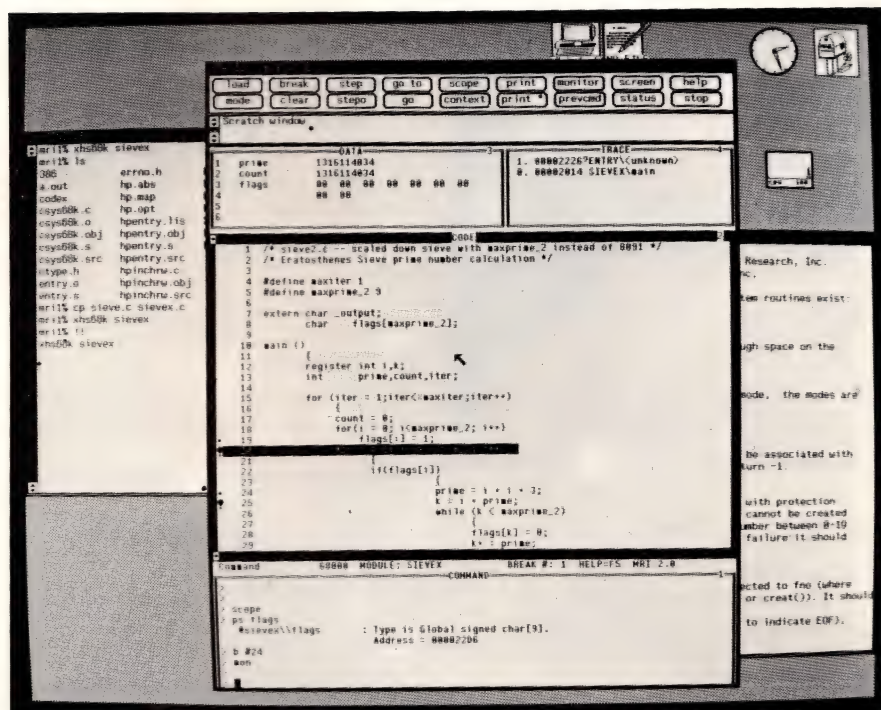 load break step go to scope print monitor screen help
mode clear stepo go context print * prevcmd status stop
Scratch window
mri1% xhs68k sievex
mri1% ls
386 errno.h
a.out hp.abs
codex hp.map
csys68k.c hp.opt
csys68k.o hpentry.lis
csys68k.obj hpentry.obj
csys68k.s hpentry.s
csys68k.src hpentry.src
ctype.h hpinchrw.c
entry.o hpinchrw.obj
entry.s hpinchrw.src
mri1% cp sieve.c sievex.c
mri1% xhs68k sievex
mri1% !!
xhs68k sievex
DATA 3
1 prime 1316114034
2 count 1316114034
3 flags 00 00 00 00 00 00 00
4 00 00
5
6
TRACE 4
1. 00002226?ENTRY\(unknown)
0. 00002014 SIEVEX\main
CODE 2
1 /* sieve2.c -- scaled down sieve with maxprime_2 instead of 8091 */
2 /* Eratosthenes Sieve prime number calculation */
3
4 #define maxiter 1
5 #define maxprime_2 9
6
7 extern char _output;
8 char flags[maxprime_2];
9
10 main ()
11 {
12 register int i,k;
13 int prime,count,iter;
14
15 for (iter = 1;iter<=maxiter;iter++)
16 {
17 count = 0;
18 for(i = 0; i<maxprime_2; i++)
19 flags[i] = 1;
21 {
22 if(flags[i])
23 {
24 prime = i + i + 3;
25 k = i + prime;
26 while (k < maxprime_2)
27 {
28 flags[k] = 0;
29 k+ = prime;
Command 68000 MODULE: SIEVEX BREAK #: 1 HELP=F5 MRI 2.0
COMMAND 1
>
> scope
> ps flags
#sievex\\flags : Type is Global signed char[9].
Address = 000022D6
> b #24
> mon
>
CPU 100
Research, Inc.
nc.
tem routines exist:
ugh space on the
mode, the modes are
be associated with
turn -1.
with protection
cannot be created
umber between 0-19
failure it should
ected to fno (where
or creat()). It should
to indicate EOF).